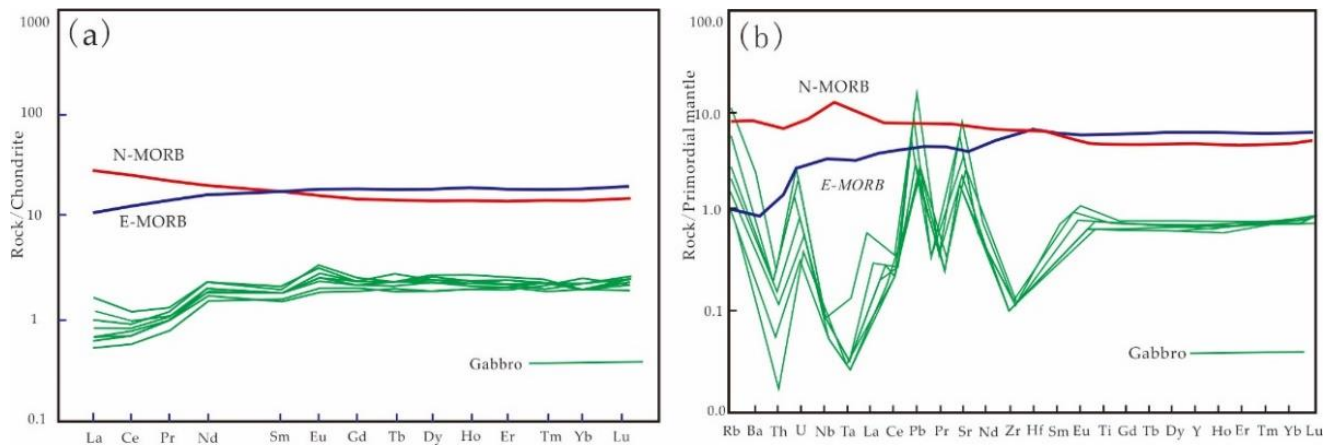 (a)
Rock/Chondrite
1000
100
10
1
0.1
N-MORB
E-MORB
Gabbro
La Ce Pr Nd Sm Eu Gd Tb Dy Ho Er Tm Yb Lu
(b)
Rock/Primordial mantle
100.0
10.0
1.0
0.1
0.0
N-MORB
E-MORB
Gabbro
Rb Ba Th U Nb Ta La Ce Pb Pr Sr Nd Zr Hf Sm Eu Ti Gd Tb Dy Y Ho Er Tm Yb Lu